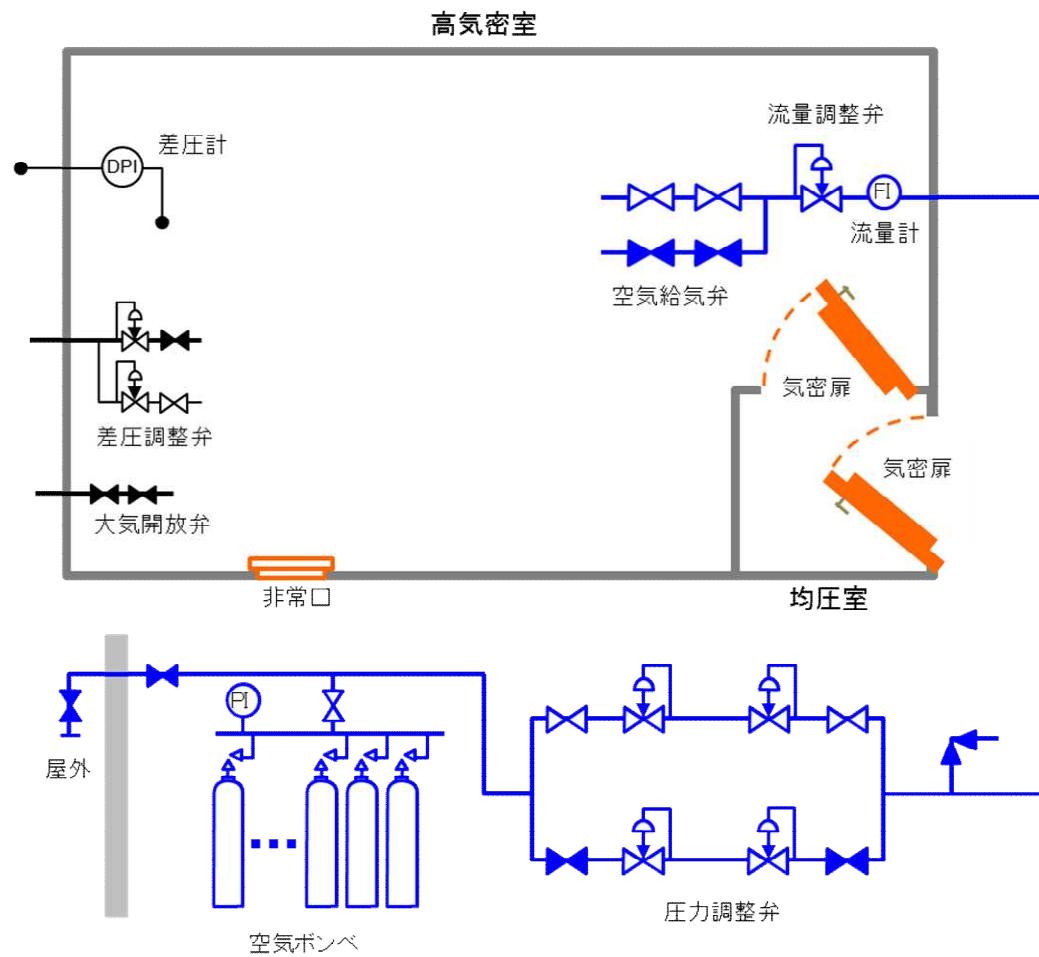 高気密室
流量調整弁
差圧計
DPI
FI
流量計
空気給気弁
気密扉
差圧調整弁
気密扉
大気開放弁
非常口
均圧室
PI
屋外
圧力調整弁
空気ボンベ